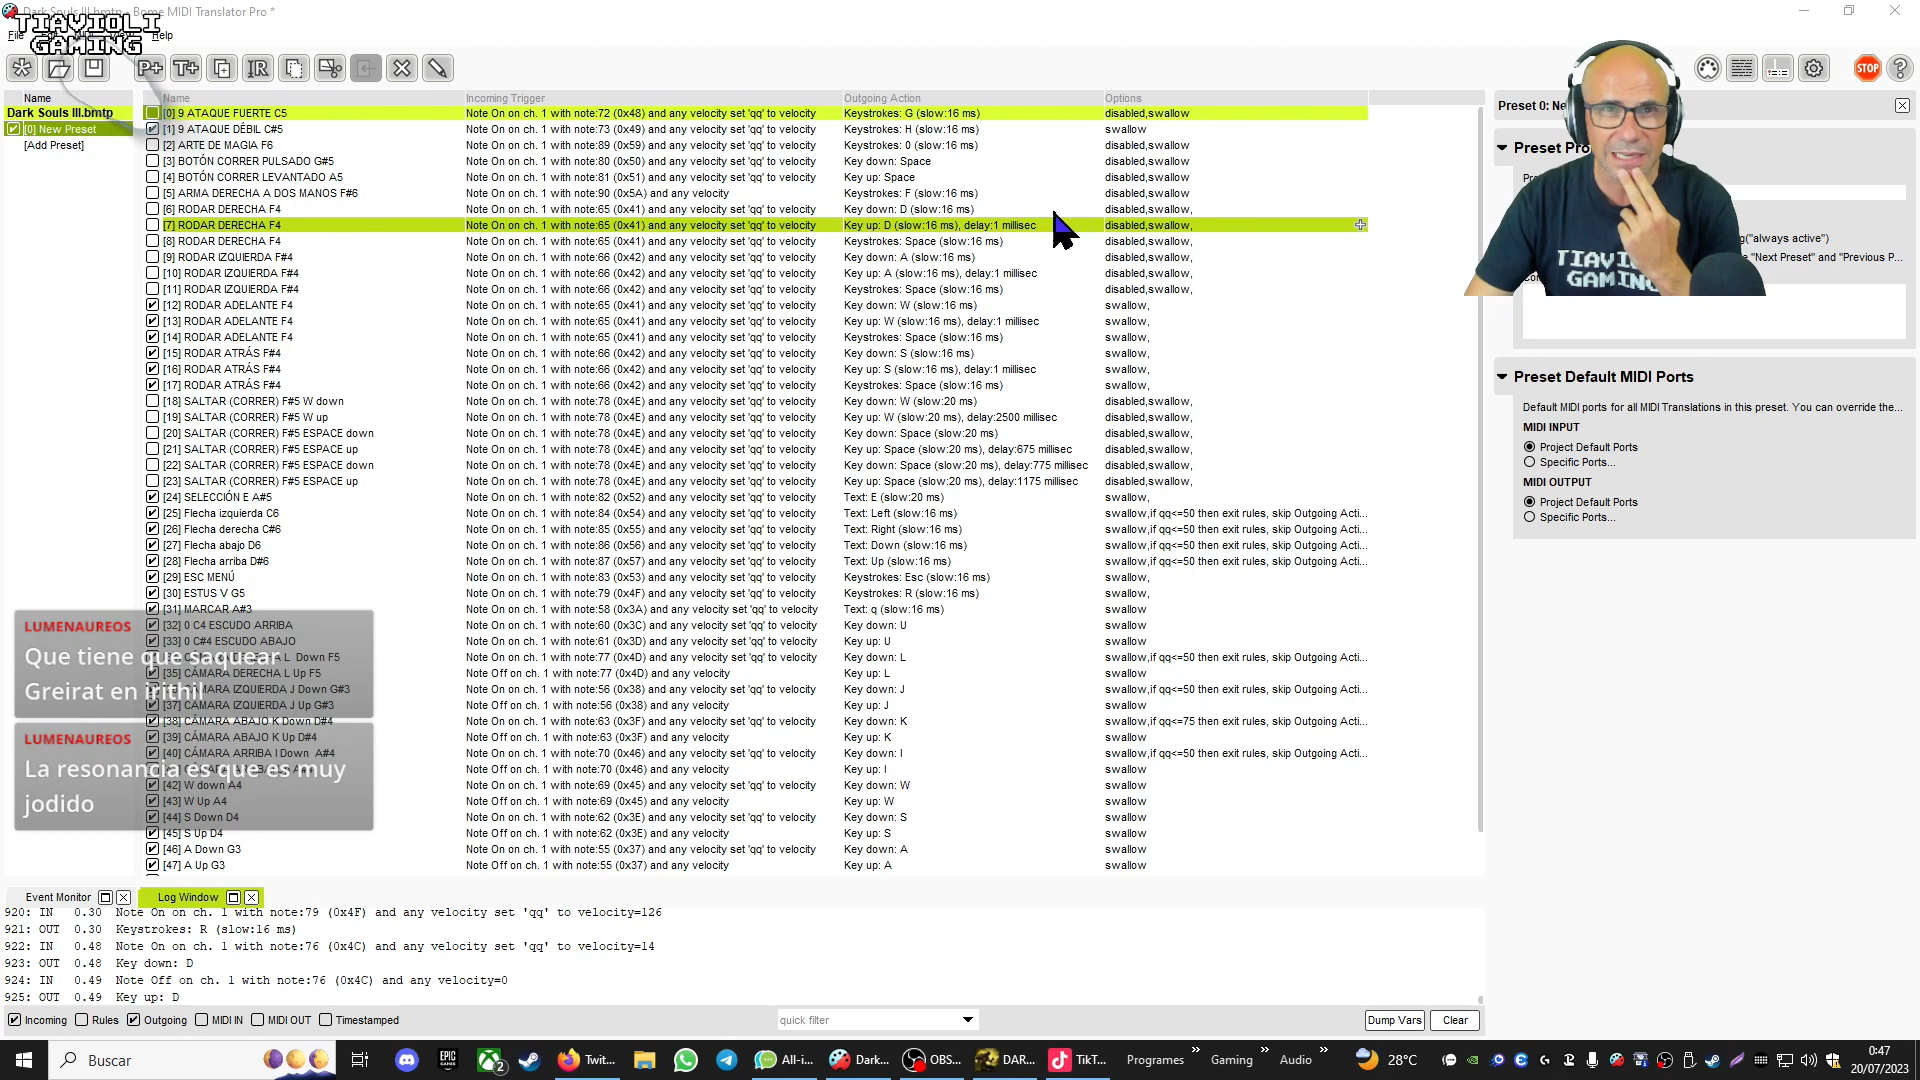 Dark Souls III.bmtp - Bome MIDI Translator Pro *
TIAVIOLI
GAMING
File
Help
P+
T+
STOP
?
Name
Dark Souls III.bmtp
[0] New Preset
[Add Preset]
Name Incoming Trigger Outgoing Action Options
[0] 9 ATAQUE FUERTE C5 Note On on ch. 1 with note:72 (0x48) and any velocity set 'qq' to velocity Keystrokes: G (slow:16 ms) disabled,swallow
[1] 9 ATAQUE DÉBIL C#5 Note On on ch. 1 with note:73 (0x49) and any velocity set 'qq' to velocity Keystrokes: H (slow:16 ms) swallow
[2] ARTE DE MAGIA F6 Note On on ch. 1 with note:89 (0x59) and any velocity set 'qq' to velocity Keystrokes: 0 (slow:16 ms) disabled,swallow
[3] BOTÓN CORRER PULSADO G#5 Note On on ch. 1 with note:80 (0x50) and any velocity set 'qq' to velocity Key down: Space disabled,swallow
[4] BOTÓN CORRER LEVANTADO A5 Note On on ch. 1 with note:81 (0x51) and any velocity set 'qq' to velocity Key up: Space disabled,swallow
[5] ARMA DERECHA A DOS MANOS F#6 Note On on ch. 1 with note:90 (0x5A) and any velocity Keystrokes: F (slow:16 ms) disabled,swallow
[6] RODAR DERECHA F4 Note On on ch. 1 with note:65 (0x41) and any velocity set 'qq' to velocity Key down: D (slow:16 ms) disabled,swallow,
[7] RODAR DERECHA F4 Note On on ch. 1 with note:65 (0x41) and any velocity set 'qq' to velocity Key up: D (slow:16 ms), delay:1 millisec disabled,swallow,
[8] RODAR DERECHA F4 Note On on ch. 1 with note:65 (0x41) and any velocity set 'qq' to velocity Keystrokes: Space (slow:16 ms) disabled,swallow,
[9] RODAR IZQUIERDA F#4 Note On on ch. 1 with note:66 (0x42) and any velocity set 'qq' to velocity Key down: A (slow:16 ms) disabled,swallow,
[10] RODAR IZQUIERDA F#4 Note On on ch. 1 with note:66 (0x42) and any velocity set 'qq' to velocity Key up: A (slow:16 ms), delay:1 millisec disabled,swallow,
[11] RODAR IZQUIERDA F#4 Note On on ch. 1 with note:66 (0x42) and any velocity set 'qq' to velocity Keystrokes: Space (slow:16 ms) disabled,swallow,
[12] RODAR ADELANTE F4 Note On on ch. 1 with note:65 (0x41) and any velocity set 'qq' to velocity Key down: W (slow:16 ms) swallow,
[13] RODAR ADELANTE F4 Note On on ch. 1 with note:65 (0x41) and any velocity set 'qq' to velocity Key up: W (slow:16 ms), delay:1 millisec swallow,
[14] RODAR ADELANTE F4 Note On on ch. 1 with note:65 (0x41) and any velocity set 'qq' to velocity Keystrokes: Space (slow:16 ms) swallow,
[15] RODAR ATRÁS F#4 Note On on ch. 1 with note:66 (0x42) and any velocity set 'qq' to velocity Key down: S (slow:16 ms) swallow,
[16] RODAR ATRÁS F#4 Note On on ch. 1 with note:66 (0x42) and any velocity set 'qq' to velocity Key up: S (slow:16 ms), delay:1 millisec swallow,
[17] RODAR ATRÁS F#4 Note On on ch. 1 with note:66 (0x42) and any velocity set 'qq' to velocity Keystrokes: Space (slow:16 ms) swallow,
[18] SALTAR (CORRER) F#5 W down Note On on ch. 1 with note:78 (0x4E) and any velocity set 'qq' to velocity Key down: W (slow:20 ms) disabled,swallow,
[19] SALTAR (CORRER) F#5 W up Note On on ch. 1 with note:78 (0x4E) and any velocity set 'qq' to velocity Key up: W (slow:20 ms), delay:2500 millisec disabled,swallow,
[20] SALTAR (CORRER) F#5 ESPACE down Note On on ch. 1 with note:78 (0x4E) and any velocity set 'qq' to velocity Key down: Space (slow:20 ms) disabled,swallow,
[21] SALTAR (CORRER) F#5 ESPACE up Note On on ch. 1 with note:78 (0x4E) and any velocity set 'qq' to velocity Key up: Space (slow:20 ms), delay:675 millisec disabled,swallow,
[22] SALTAR (CORRER) F#5 ESPACE down Note On on ch. 1 with note:78 (0x4E) and any velocity set 'qq' to velocity Key down: Space (slow:20 ms), delay:775 millisec disabled,swallow,
[23] SALTAR (CORRER) F#5 ESPACE up Note On on ch. 1 with note:78 (0x4E) and any velocity set 'qq' to velocity Key up: Space (slow:20 ms), delay:1175 millisec disabled,swallow,
[24] SELECCIÓN E A#5 Note On on ch. 1 with note:82 (0x52) and any velocity set 'qq' to velocity Text: E (slow:20 ms) swallow,
[25] Flecha izquierda C6 Note On on ch. 1 with note:84 (0x54) and any velocity set 'qq' to velocity Text: Left (slow:16 ms) swallow,if qq<=50 then exit rules, skip Outgoing Acti...
[26] Flecha derecha C#6 Note On on ch. 1 with note:85 (0x55) and any velocity set 'qq' to velocity Text: Right (slow:16 ms) swallow,if qq<=50 then exit rules, skip Outgoing Acti...
[27] Flecha abajo D6 Note On on ch. 1 with note:86 (0x56) and any velocity set 'qq' to velocity Text: Down (slow:16 ms) swallow,if qq<=50 then exit rules, skip Outgoing Acti...
[28] Flecha arriba D#6 Note On on ch. 1 with note:87 (0x57) and any velocity set 'qq' to velocity Text: Up (slow:16 ms) swallow,if qq<=50 then exit rules, skip Outgoing Acti...
[29] ESC MENÚ Note On on ch. 1 with note:83 (0x53) and any velocity set 'qq' to velocity Keystrokes: Esc (slow:16 ms) swallow,
[30] ESTUS V G5 Note On on ch. 1 with note:79 (0x4F) and any velocity set 'qq' to velocity Keystrokes: R (slow:16 ms) swallow,
[31] MARCAR A#3 Note On on ch. 1 with note:58 (0x3A) and any velocity set 'qq' to velocity Text: q (slow:16 ms) swallow
[32] 0 C4 ESCUDO ARRIBA Note On on ch. 1 with note:60 (0x3C) and any velocity set 'qq' to velocity Key down: U swallow
[33] 0 C#4 ESCUDO ABAJO Note On on ch. 1 with note:61 (0x3D) and any velocity set 'qq' to velocity Key up: U swallow
L Down F5 Note On on ch. 1 with note:77 (0x4D) and any velocity set 'qq' to velocity Key down: L swallow,if qq<=50 then exit rules, skip Outgoing Acti...
[35] CÁMARA DERECHA L Up F5 Note Off on ch. 1 with note:77 (0x4D) and any velocity Key up: L swallow
CÁMARA IZQUIERDA J Down G#3 Note On on ch. 1 with note:56 (0x38) and any velocity set 'qq' to velocity Key down: J swallow,if qq<=50 then exit rules, skip Outgoing Acti...
[37] CÁMARA IZQUIERDA J Up G#3 Note Off on ch. 1 with note:56 (0x38) and any velocity Key up: J swallow
[38] CÁMARA ABAJO K Down D#4 Note On on ch. 1 with note:63 (0x3F) and any velocity set 'qq' to velocity Key down: K swallow,if qq<=75 then exit rules, skip Outgoing Acti...
[39] CÁMARA ABAJO K Up D#4 Note Off on ch. 1 with note:63 (0x3F) and any velocity Key up: K swallow
[40] CÁMARA ARRIBA I Down A#4 Note On on ch. 1 with note:70 (0x46) and any velocity set 'qq' to velocity Key down: I swallow,if qq<=50 then exit rules, skip Outgoing Acti...
Note Off on ch. 1 with note:70 (0x46) and any velocity Key up: I swallow
[42] W down A4 Note On on ch. 1 with note:69 (0x45) and any velocity set 'qq' to velocity Key down: W swallow
[43] W Up A4 Note Off on ch. 1 with note:69 (0x45) and any velocity Key up: W swallow
[44] S Down D4 Note On on ch. 1 with note:62 (0x3E) and any velocity set 'qq' to velocity Key down: S swallow
[45] S Up D4 Note Off on ch. 1 with note:62 (0x3E) and any velocity Key up: S swallow
[46] A Down G3 Note On on ch. 1 with note:55 (0x37) and any velocity set 'qq' to velocity Key down: A swallow
[47] A Up G3 Note Off on ch. 1 with note:55 (0x37) and any velocity Key up: A swallow
LUMENAUREOS
Que tiene que saquear
Greirat en irithil
LUMENAUREOS
La resonancia es que es muy
jodido
Preset 0: Ne
Preset Pro
g("always active")
"Next Preset" and "Previous P...
TIAVIOLI
GAMING
Preset Default MIDI Ports
Default MIDI ports for all MIDI Translations in this preset. You can override the...
MIDI INPUT
Project Default Ports
Specific Ports...
MIDI OUTPUT
Project Default Ports
Specific Ports...
Event Monitor
Log Window
920: IN 0.30 Note On on ch. 1 with note:79 (0x4F) and any velocity set 'qq' to velocity=126
921: OUT 0.30 Keystrokes: R (slow:16 ms)
922: IN 0.48 Note On on ch. 1 with note:76 (0x4C) and any velocity set 'qq' to velocity=14
923: OUT 0.48 Key down: D
924: IN 0.49 Note Off on ch. 1 with note:76 (0x4C) and any velocity=0
925: OUT 0.49 Key up: D
Incoming Rules Outgoing MIDI IN MIDI OUT Timestamped
quick filter
Dump Vars
Clear
Buscar
EPIC GAMES
2
Twit...
All-i...
Dark...
OBS...
DAR...
TikT...
Programes
Gaming
Audio
28°C
0:47
20/07/2023